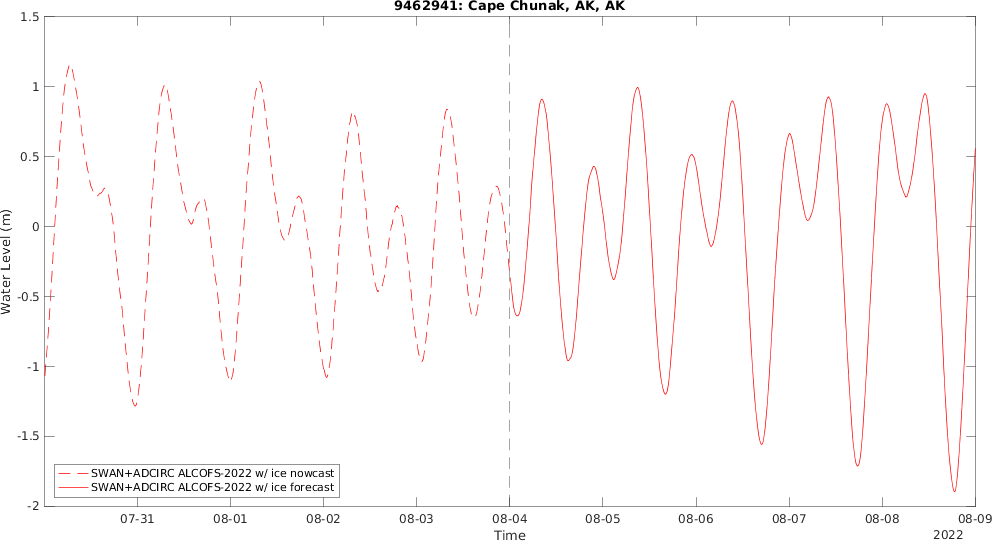 9462941: Cape Chunak, AK, AK
Water Level (m)
1.5
1
0.5
0
-0.5
-1
-1.5
-2
SWAN+ADCIRC ALCOFS-2022 w/ ice nowcast
SWAN+ADCIRC ALCOFS-2022 w/ ice forecast
07-31 08-01 08-02 08-03 08-04 08-05 08-06 08-07 08-08 08-09
Time
2022